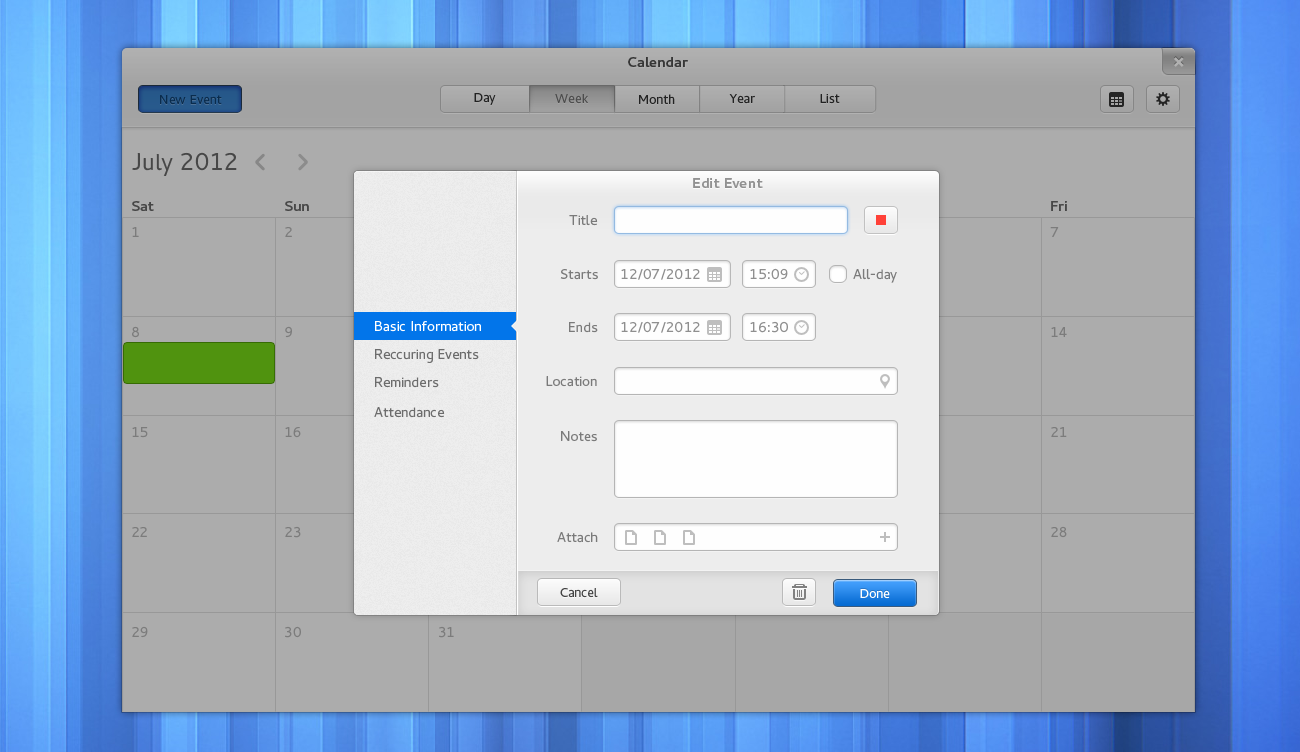 Calendar
New Event
Day Week Month Year List
July 2012
Sat Sun Fri
1 2 7
8 9 14
15 16 21
22 23 28
29 30 31
Edit Event
Basic Information
Reccuring Events
Reminders
Attendance
Title
Starts 12/07/2012 15:09 All-day
Ends 12/07/2012 16:30
Location
Notes
Attach
Cancel Done